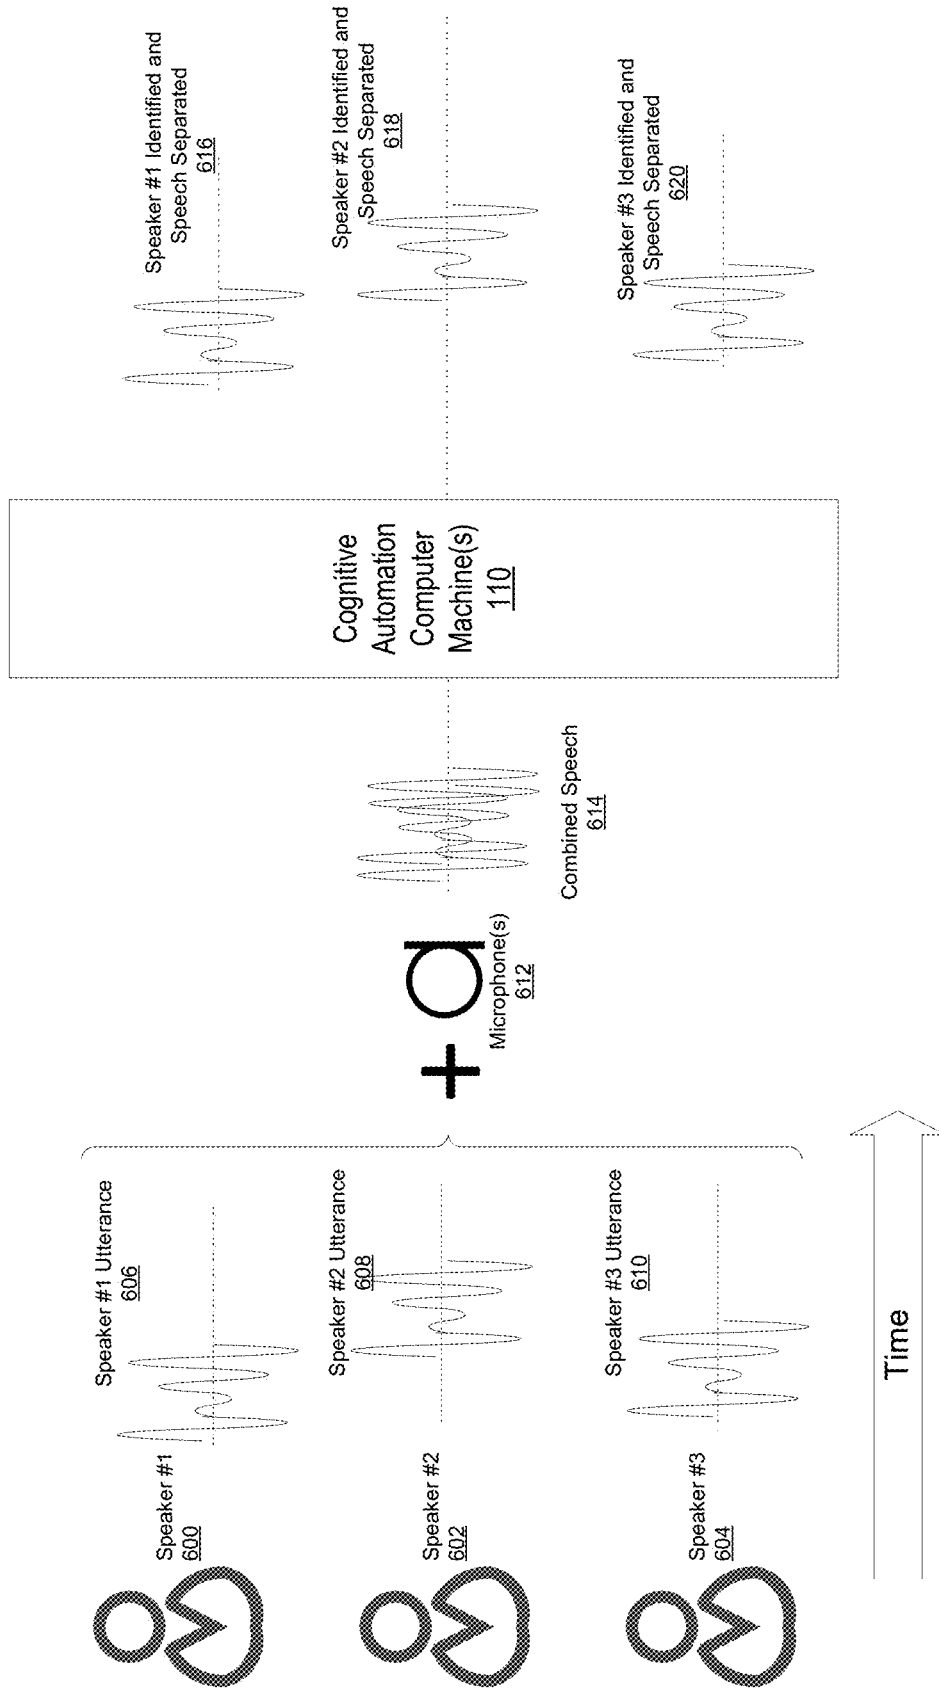 Speaker #1
600
Speaker #1 Utterance
606
Speaker #2
602
Speaker #2 Utterance
608
Speaker #3
604
Speaker #3 Utterance
610
Time
Microphone(s)
612
Combined Speech
614
Cognitive
Automation
Computer
Machine(s)
110
Speaker #1 Identified and
Speech Separated
616
Speaker #2 Identified and
Speech Separated
618
Speaker #3 Identified and
Speech Separated
620